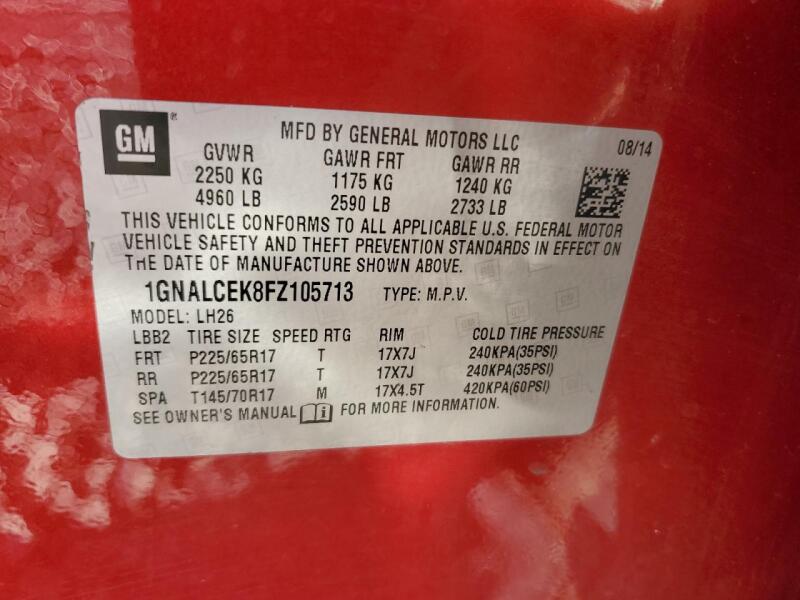 GM ® MFD BY GENERAL MOTORS LLC 08/14
GVWR GAWR FRT GAWR RR
2250 KG 1175 KG 1240 KG
4960 LB 2590 LB 2733 LB
THIS VEHICLE CONFORMS TO ALL APPLICABLE U.S. FEDERAL MOTOR
VEHICLE SAFETY AND THEFT PREVENTION STANDARDS IN EFFECT ON
THE DATE OF MANUFACTURE SHOWN ABOVE.
1GNALCEK8FZ105713 TYPE: M.P.V.
MODEL: LH26
LBB2 TIRE SIZE SPEED RTG RIM COLD TIRE PRESSURE
FRT P225/65R17 T 17X7J 240KPA(35PSI)
RR P225/65R17 T 17X7J 240KPA(35PSI)
SPA T145/70R17 M 17X4.5T 420KPA(60PSI)
SEE OWNER'S MANUAL FOR MORE INFORMATION.